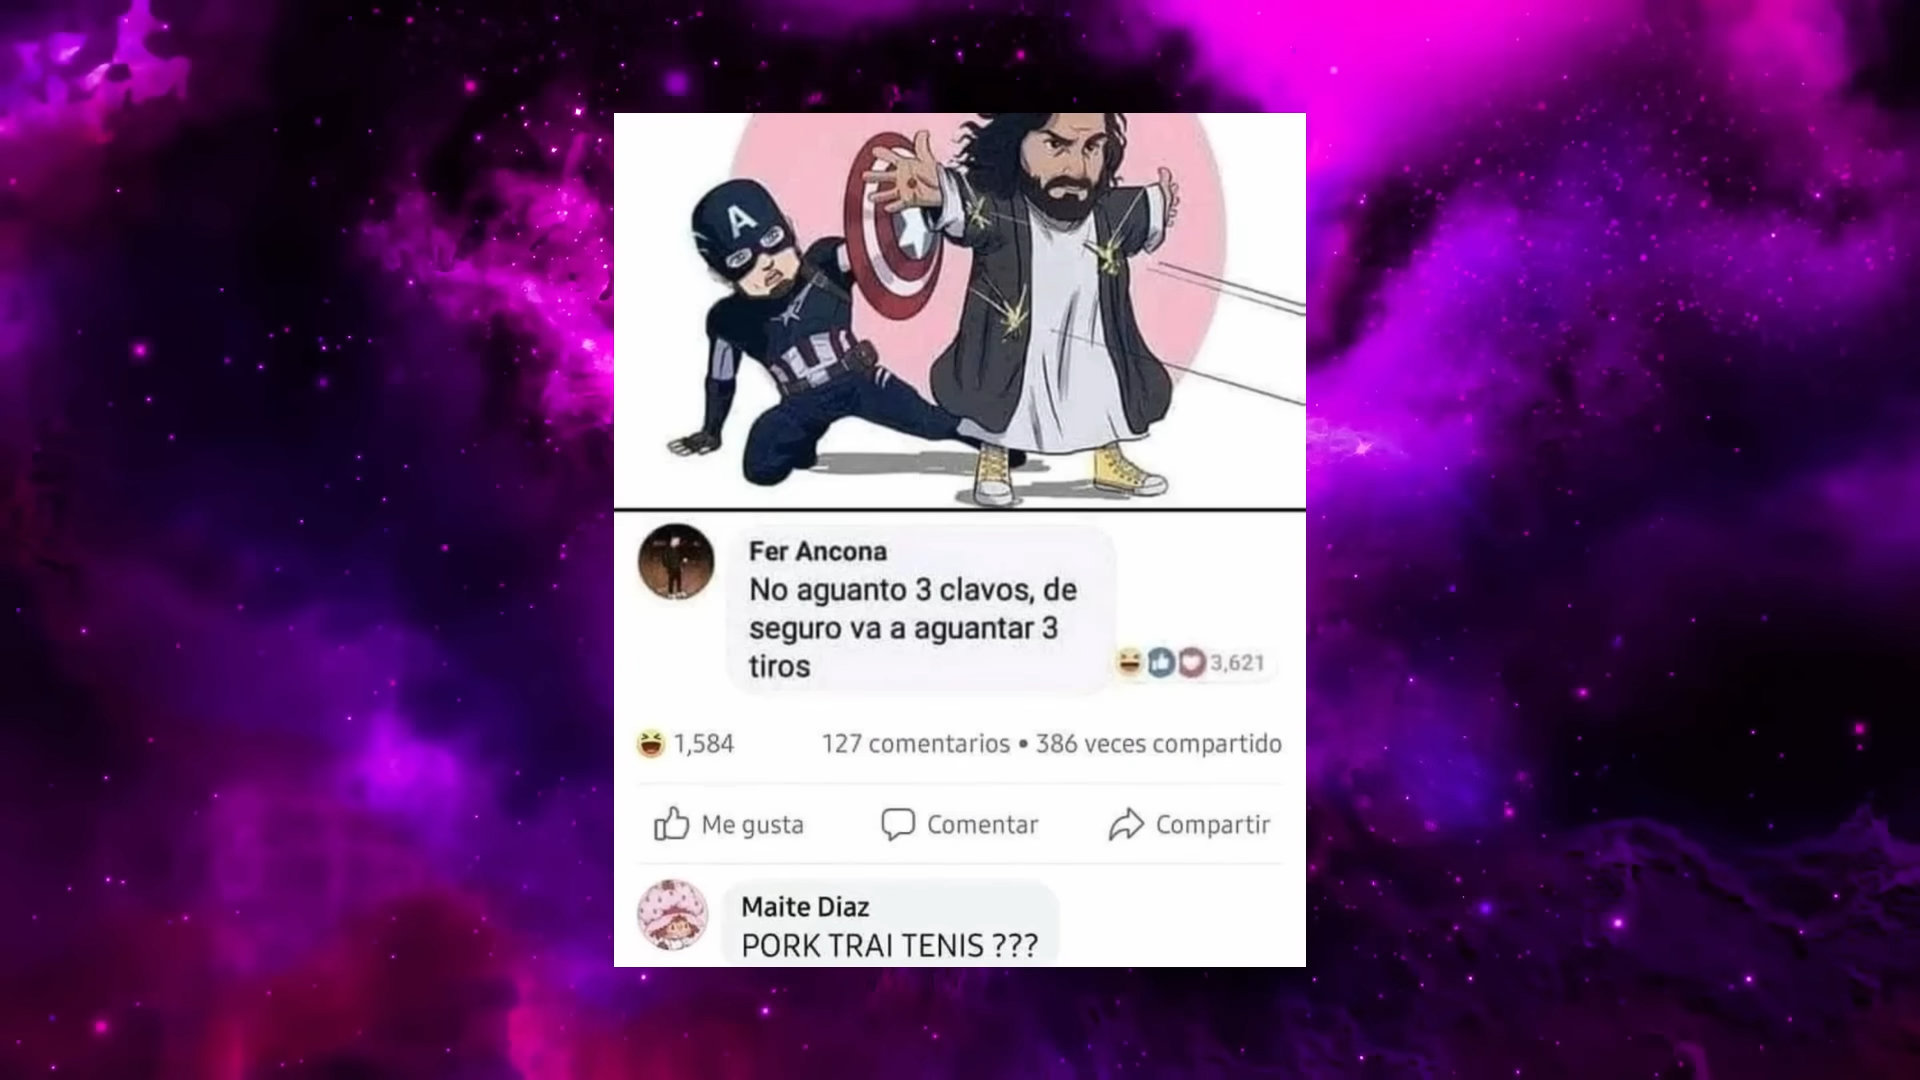 A
Fer Ancona
No aguanto 3 clavos, de
seguro va a aguantar 3
tiros
3,621
1,584
127 comentarios • 386 veces compartido
Me gusta
Comentar
Compartir
Maite Diaz
PORK TRAI TENIS ???